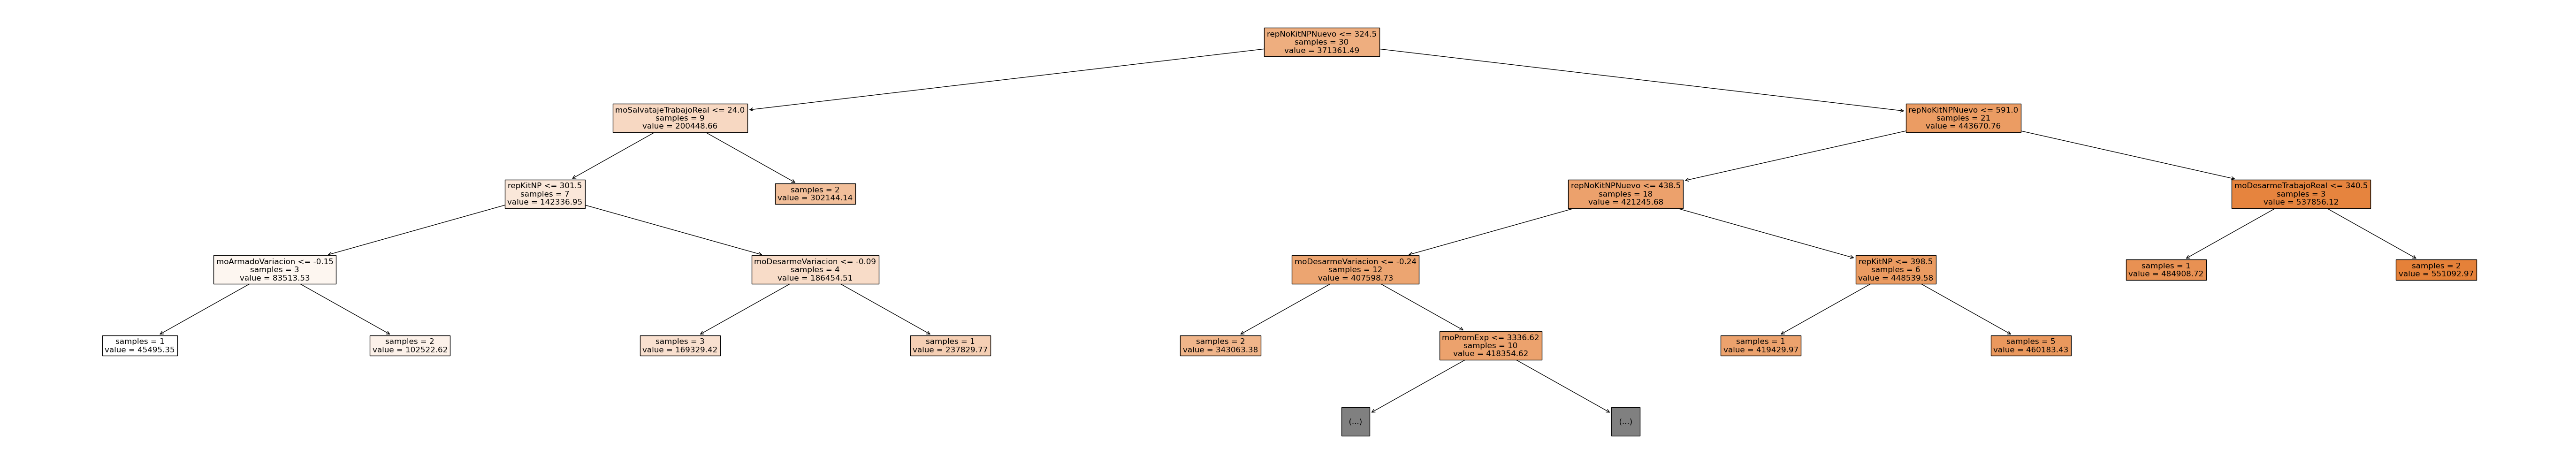 repNoKitNPNuevo <= 324.5
samples = 30
value = 371361.49
moSalvatajeTrabajoReal <= 24.0
samples = 9
value = 200448.66
repNoKitNPNuevo <= 591.0
samples = 21
value = 443670.76
repKitNP <= 301.5
samples = 7
value = 142336.95
samples = 2
value = 302144.14
repNoKitNPNuevo <= 438.5
samples = 18
value = 421245.68
moDesarmeTrabajoReal <= 340.5
samples = 3
value = 537856.12
moArmadoVariacion <= -0.15
samples = 3
value = 83513.53
moDesarmeVariacion <= -0.09
samples = 4
value = 186454.51
moDesarmeVariacion <= -0.24
samples = 12
value = 407598.73
repKitNP <= 398.5
samples = 6
value = 448539.58
samples = 1
value = 484908.72
samples = 2
value = 551092.97
samples = 1
value = 45495.35
samples = 2
value = 102522.62
samples = 3
value = 169329.42
samples = 1
value = 237829.77
samples = 2
value = 343063.38
moPromExp <= 3336.62
samples = 10
value = 418354.62
samples = 1
value = 419429.97
samples = 5
value = 460183.43
(...)
(...)